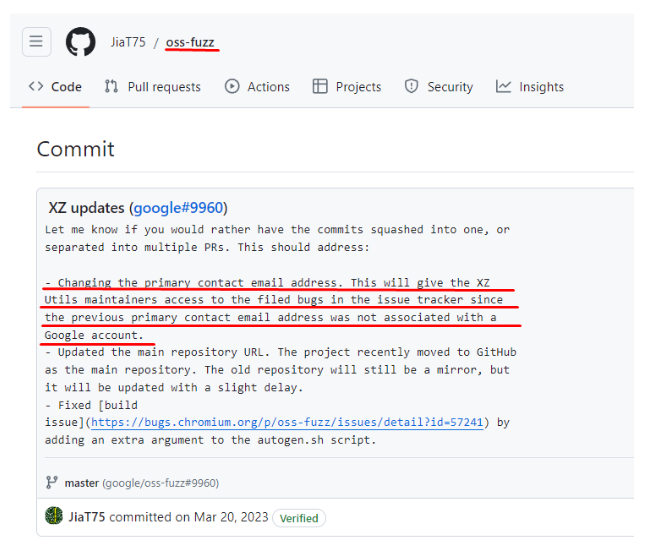 JiaT75 / oss-fuzz
Code Pull requests Actions Projects Security Insights
Commit
XZ updates (google#9960)
Let me know if you would rather have the commits squashed into one, or
separated into multiple PRs. This should address:
- Changing the primary contact email address. This will give the XZ
Utils maintainers access to the filed bugs in the issue tracker since
the previous primary contact email address was not associated with a
Google account.
- Updated the main repository URL. The project recently moved to GitHub
as the main repository. The old repository will still be a mirror, but
it will be updated with a slight delay.
- Fixed [build
issue](https://bugs.chromium.org/p/oss-fuzz/issues/detail?id=57241) by
adding an extra argument to the autogen.sh script.
master (google/oss-fuzz#9960)
JiaT75 committed on Mar 20, 2023 Verified